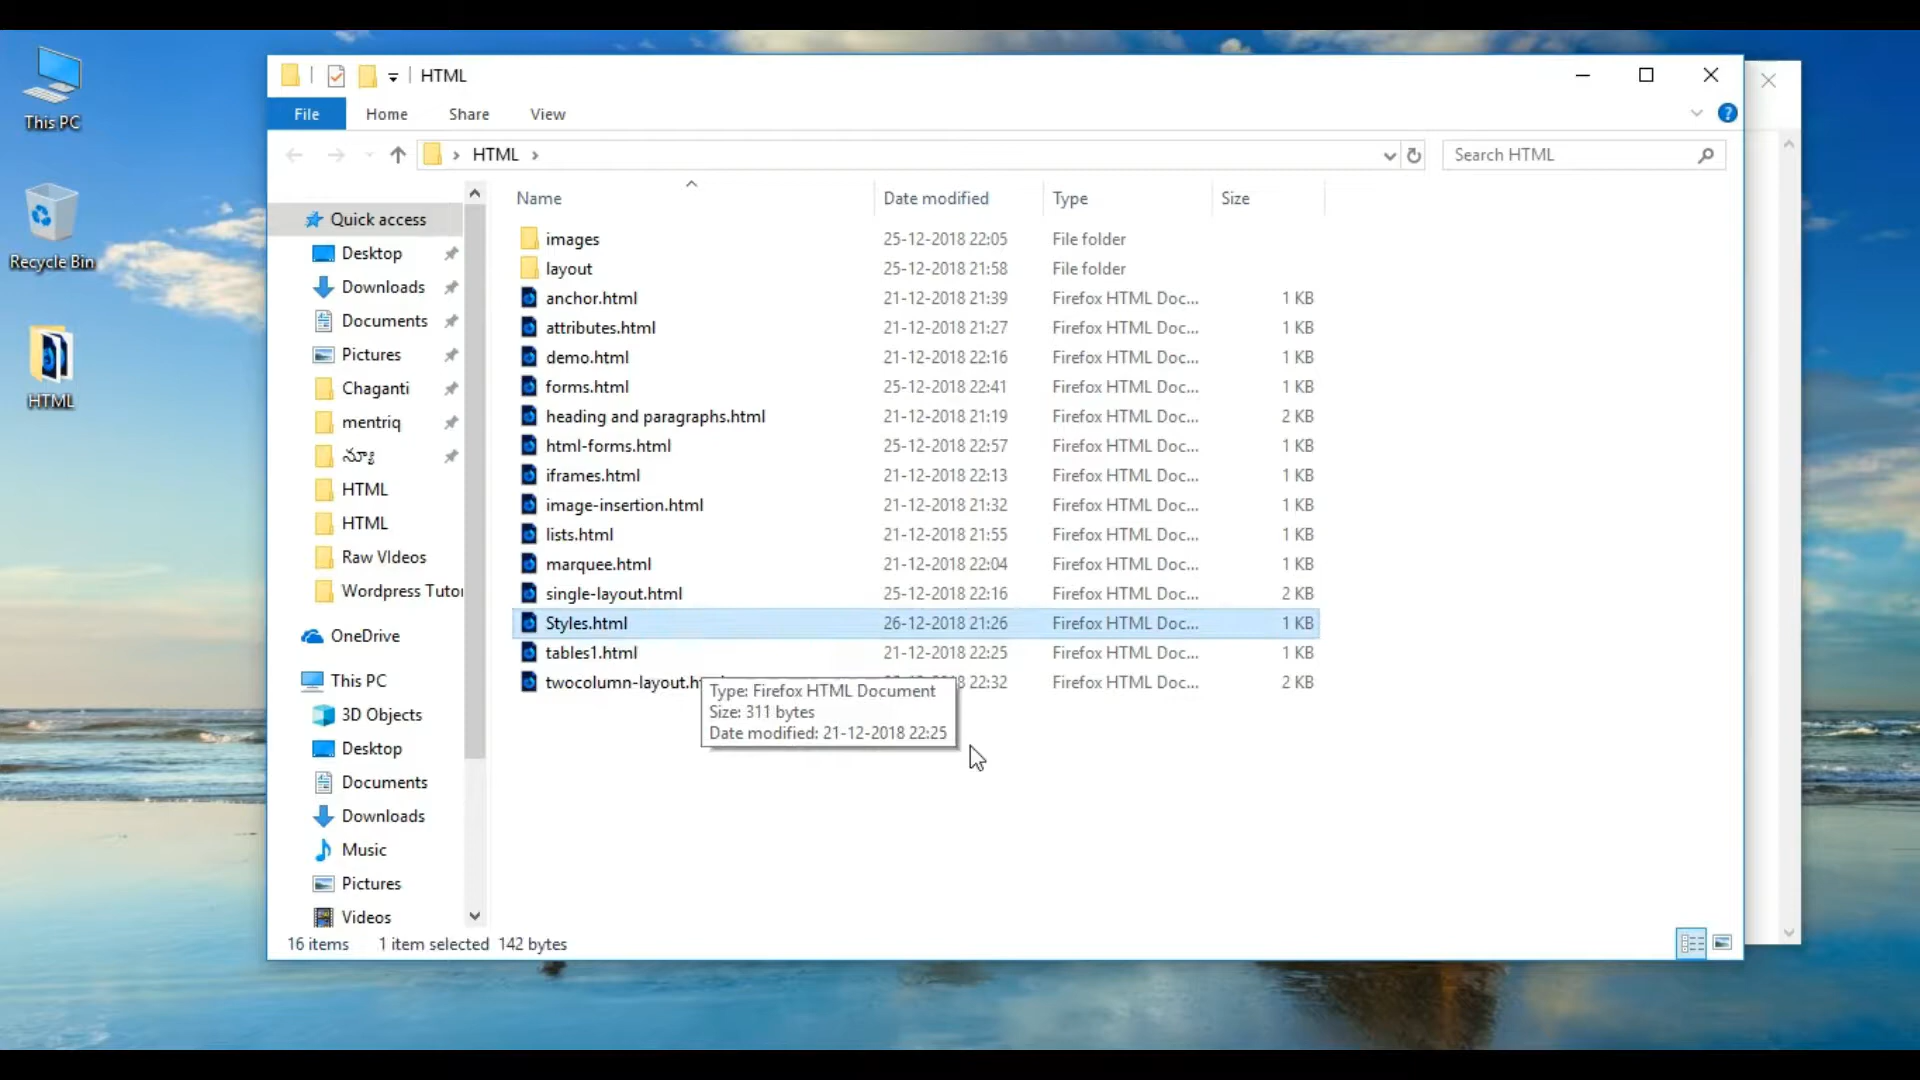 This PC
Recycle Bin
HTML
HTML
File Home Share View
HTML
Search HTML
Quick access
Desktop
Downloads
Documents
Pictures
Chaganti
mentriq
న్యూ
HTML
HTML
Raw VIdeos
Wordpress Tutor
OneDrive
This PC
3D Objects
Desktop
Documents
Downloads
Music
Pictures
Videos
Name Date modified Type Size
images 25-12-2018 22:05 File folder
layout 25-12-2018 21:58 File folder
anchor.html 21-12-2018 21:39 Firefox HTML Doc... 1 KB
attributes.html 21-12-2018 21:27 Firefox HTML Doc... 1 KB
demo.html 21-12-2018 22:16 Firefox HTML Doc... 1 KB
forms.html 25-12-2018 22:41 Firefox HTML Doc... 1 KB
heading and paragraphs.html 21-12-2018 21:19 Firefox HTML Doc... 2 KB
html-forms.html 25-12-2018 22:57 Firefox HTML Doc... 1 KB
iframes.html 21-12-2018 22:13 Firefox HTML Doc... 1 KB
image-insertion.html 21-12-2018 21:32 Firefox HTML Doc... 1 KB
lists.html 21-12-2018 21:55 Firefox HTML Doc... 1 KB
marquee.html 21-12-2018 22:04 Firefox HTML Doc... 1 KB
single-layout.html 25-12-2018 22:16 Firefox HTML Doc... 2 KB
Styles.html 26-12-2018 21:26 Firefox HTML Doc... 1 KB
tables1.html 21-12-2018 22:25 Firefox HTML Doc... 1 KB
twocolumn-layout.h 8 22:32 Firefox HTML Doc... 2 KB
Type: Firefox HTML Document
Size: 311 bytes
Date modified: 21-12-2018 22:25
16 items 1 item selected 142 bytes